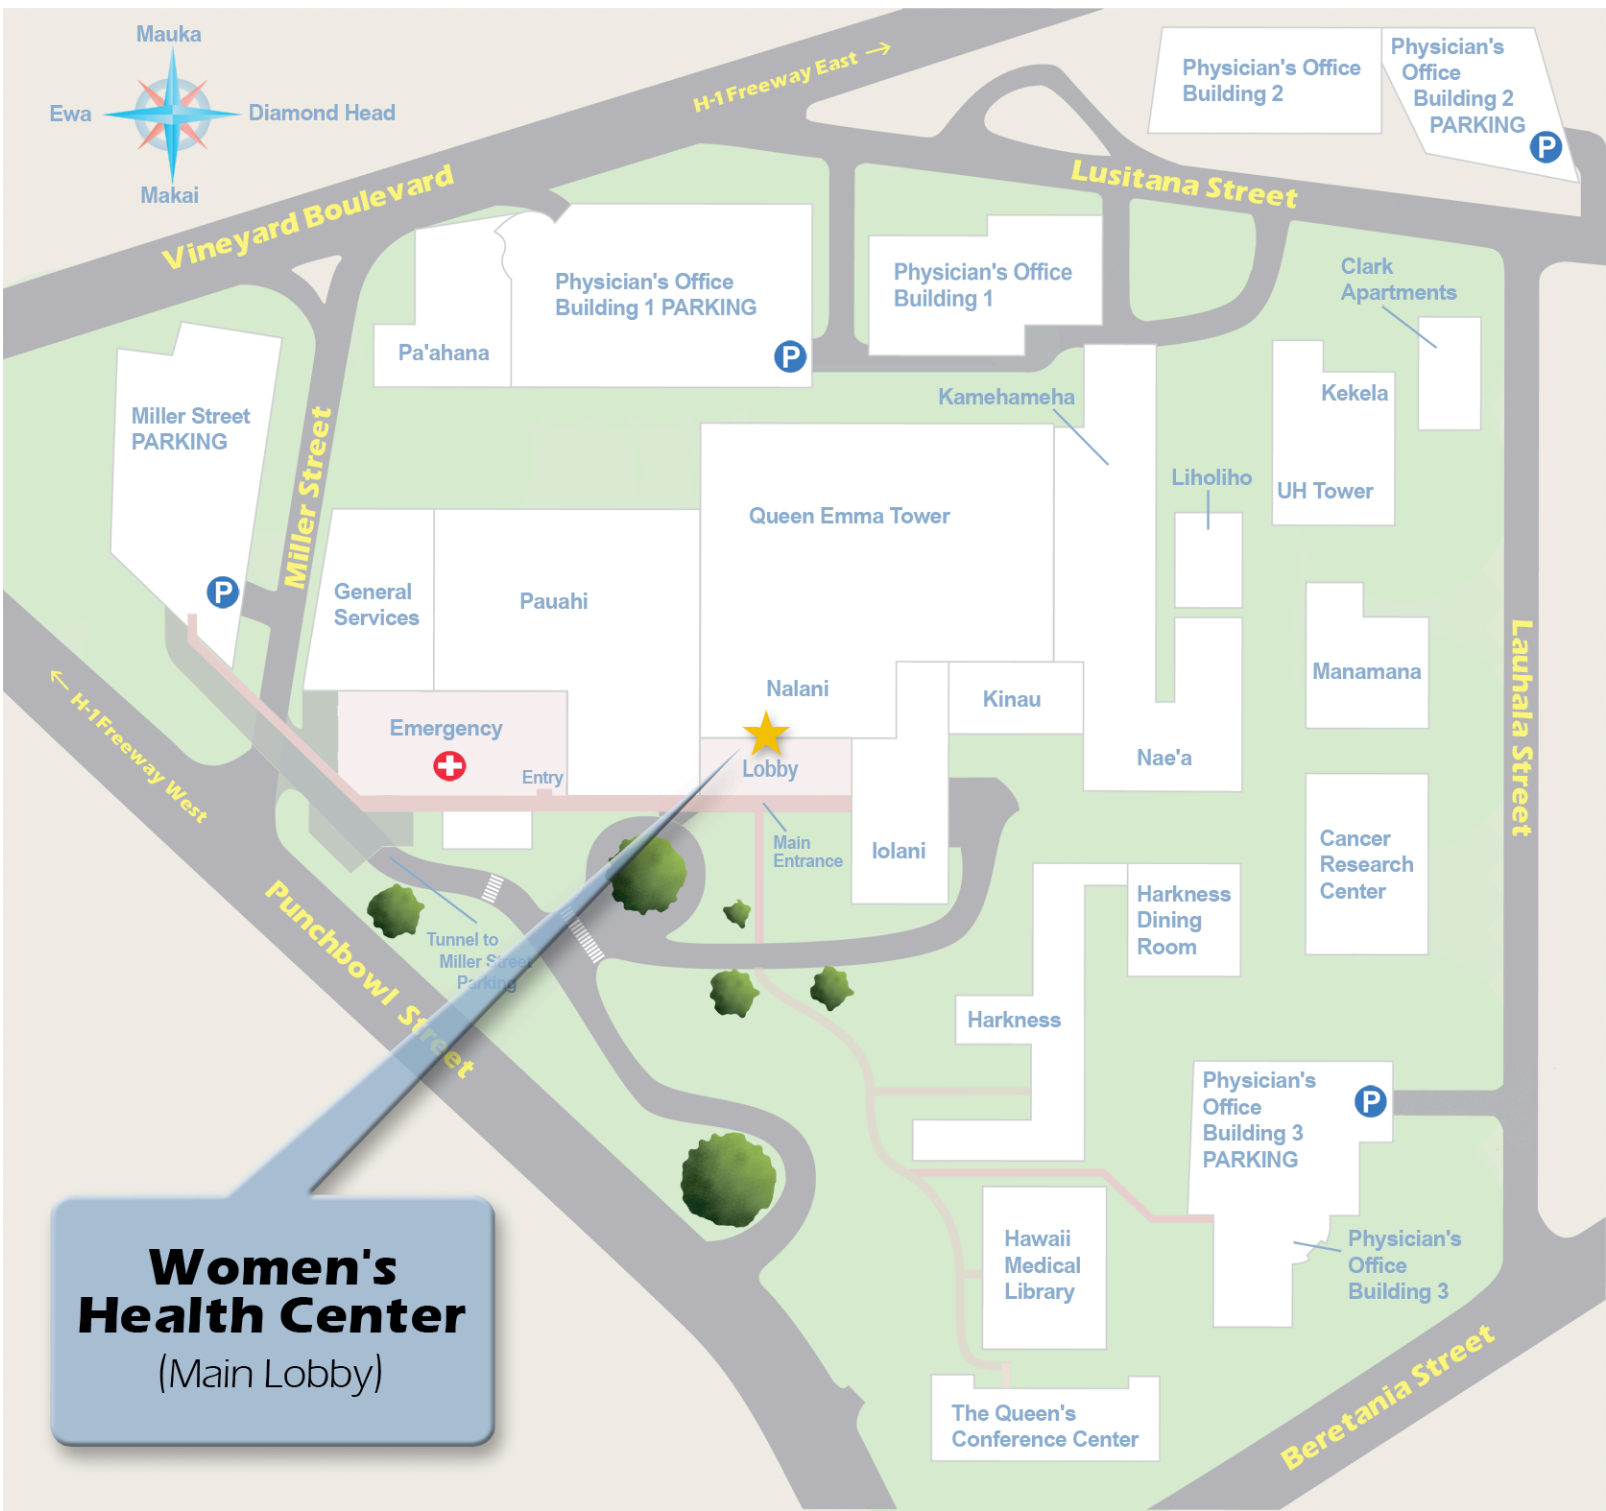 Mauka
Ewa
Diamond Head
Makai
H-1 Freeway East
Vineyard Boulevard
Lusitana Street
Physician's Office
Building 2
Physician's
Office
Building 2
PARKING
P
Physician's Office
Building 1 PARKING
P
Pa'ahana
Physician's Office
Building 1
Clark
Apartments
Miller Street
PARKING
P
Miller Street
Kamehameha
Kekela
UH Tower
Liholiho
Queen Emma Tower
General
Services
Pauahi
Nalani
Kinau
Nae'a
Manamana
Lauhala Street
Emergency
Entry
Lobby
Main
Entrance
Iolani
H-1 Freeway West
Cancer
Research
Center
Harkness
Dining
Room
Harkness
Tunnel to
Miller Street
Parking
Punchbowl Street
Physician's
Office
Building 3
PARKING
P
Physician's
Office
Building 3
Hawaii
Medical
Library
The Queen's
Conference Center
Beretania Street
Women's
Health Center
(Main Lobby)